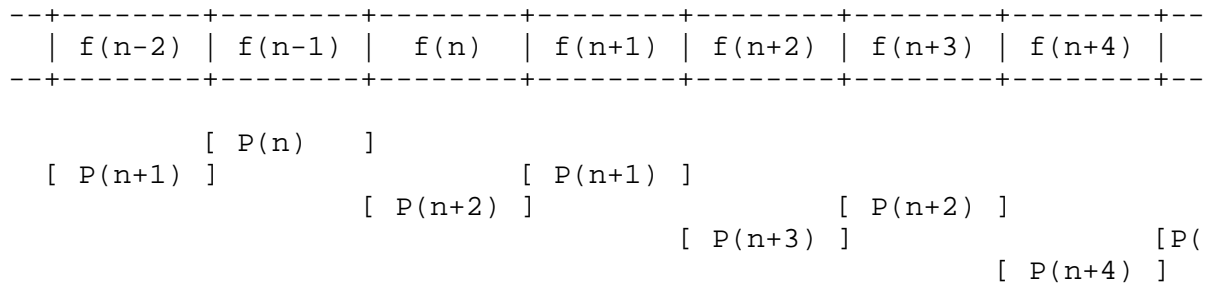 --+--------+--------+--------+--------+--------+--------+--------+--
  | f(n-2) | f(n-1) |  f(n)  | f(n+1) | f(n+2) | f(n+3) | f(n+4) |
--+--------+--------+--------+--------+--------+--------+--------+--
           [ P(n)   ]
  [ P(n+1) ]                 [ P(n+1) ]
                    [ P(n+2) ]                 [ P(n+2) ]
                                      [ P(n+3) ]                 [P(
                                                        [ P(n+4) ]